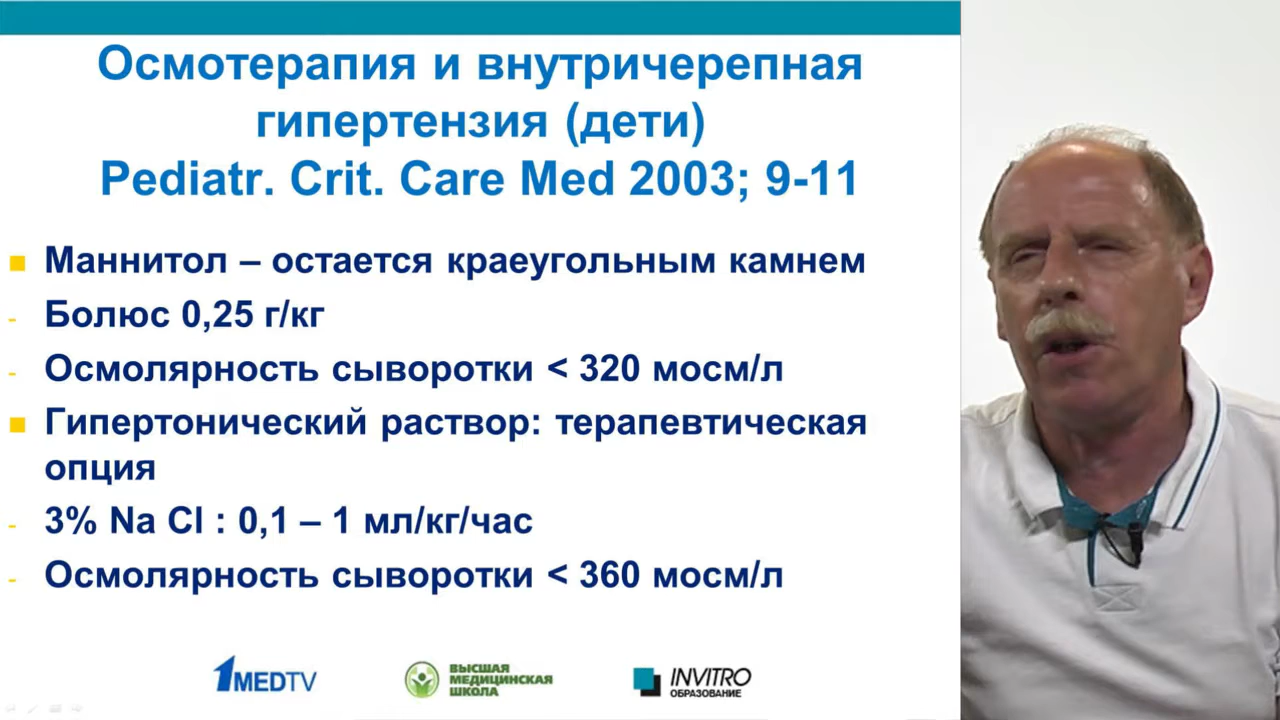 Осмотерапия и внутричерепная
гипертензия (дети)
Pediatr. Crit. Care Med 2003; 9-11
Маннитол – остается краеугольным камнем
- Болюс 0,25 г/кг
- Осмолярность сыворотки < 320 мосм/л
Гипертонический раствор: терапевтическая
опция
- 3% Na Cl : 0,1 – 1 мл/кг/час
- Осмолярность сыворотки < 360 мосм/л
1MEDTV
ВЫСШАЯ
МЕДИЦИНСКАЯ
ШКОЛА
INVITRO
ОБРАЗОВАНИЕ